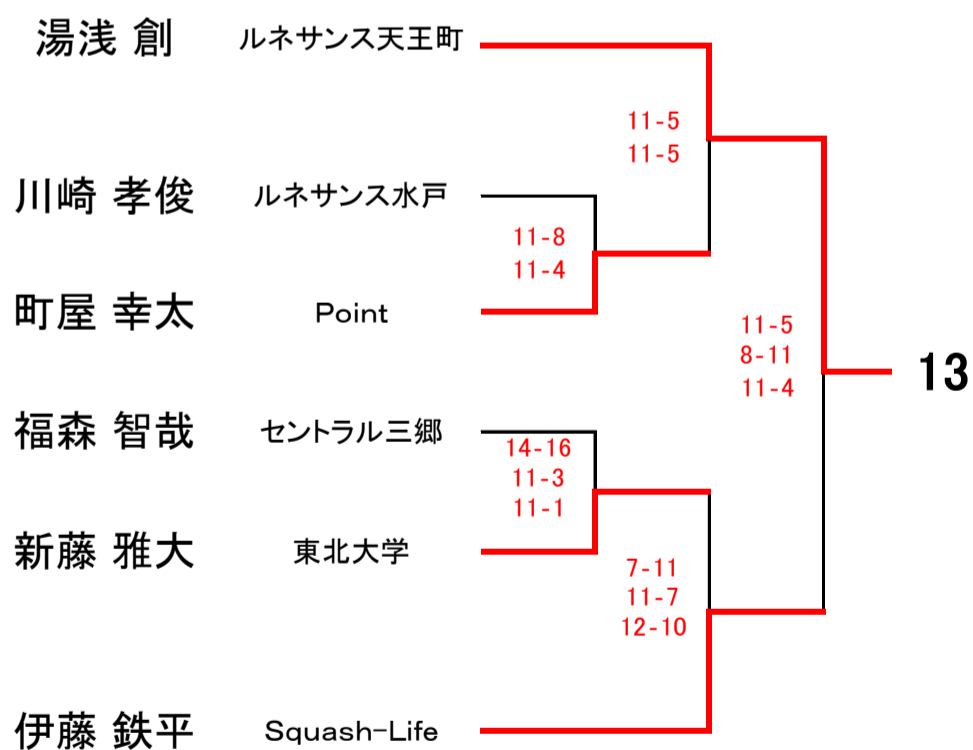 湯浅 創 ルネサンス天王町
11-5
11-5
川崎 孝俊 ルネサンス水戸
11-8
11-4
町屋 幸太 Point
11-5
8-11
11-4
13
福森 智哉 セントラル三郷
14-16
11-3
11-1
新藤 雅大 東北大学
7-11
11-7
12-10
伊藤 鉄平 Squash-Life